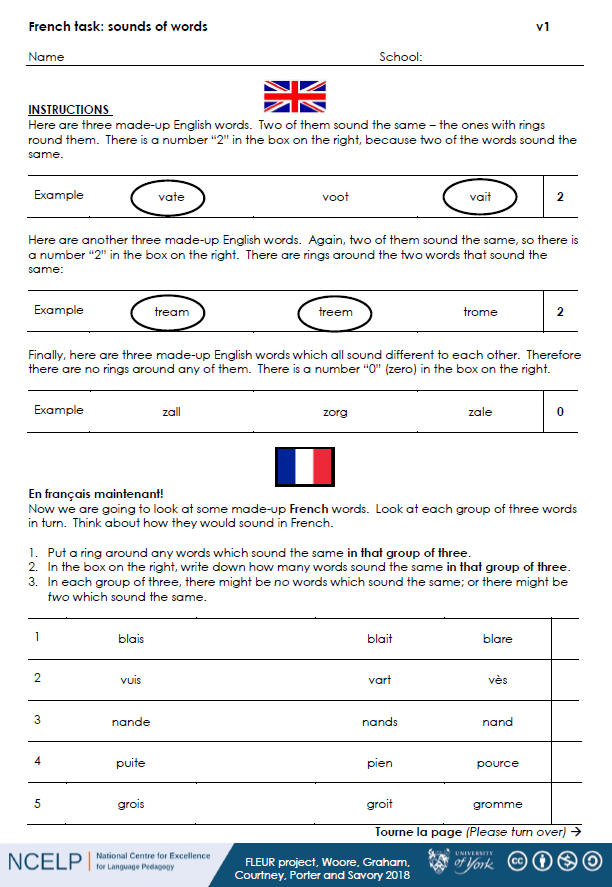 French task: sounds of words v1
Name School:
INSTRUCTIONS
Here are three made-up English words. Two of them sound the same – the ones with rings
round them. There is a number “2” in the box on the right, because two of the words sound the
same.
Example vate voot vait 2
Here are another three made-up English words. Again, two of them sound the same, so there is
a number “2” in the box on the right. There are rings around the two words that sound the
same:
Example tream treem trome 2
Finally, here are three made-up English words which all sound different to each other. Therefore
there are no rings around any of them. There is a number “0” (zero) in the box on the right.
Example zall zorg zale 0
En français maintenant!
Now we are going to look at some made-up French words. Look at each group of three words
in turn. Think about how they would sound in French.
1. Put a ring around any words which sound the same in that group of three.
2. In the box on the right, write down how many words sound the same in that group of three.
3. In each group of three, there might be no words which sound the same; or there might be
two which sound the same.
1 blais blait blare
2 vuis vart vès
3 nande nands nand
4 puite pien pource
5 grois groit gromme
Tourne la page (Please turn over) →
NCELP National Centre for Excellence
for Language Pedagogy
FLEUR project, Woore, Graham,
Courtney, Porter and Savory 2018
UNIVERSITY
of York